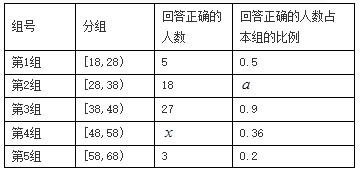 组号 分组 回答正确的人数 回答正确的人数占本组的比例
第1组 [18,28) 5 0.5
第2组 [28,38) 18 a
第3组 [38,48) 27 0.9
第4组 [48,58) x 0.36
第5组 [58,68) 3 0.2